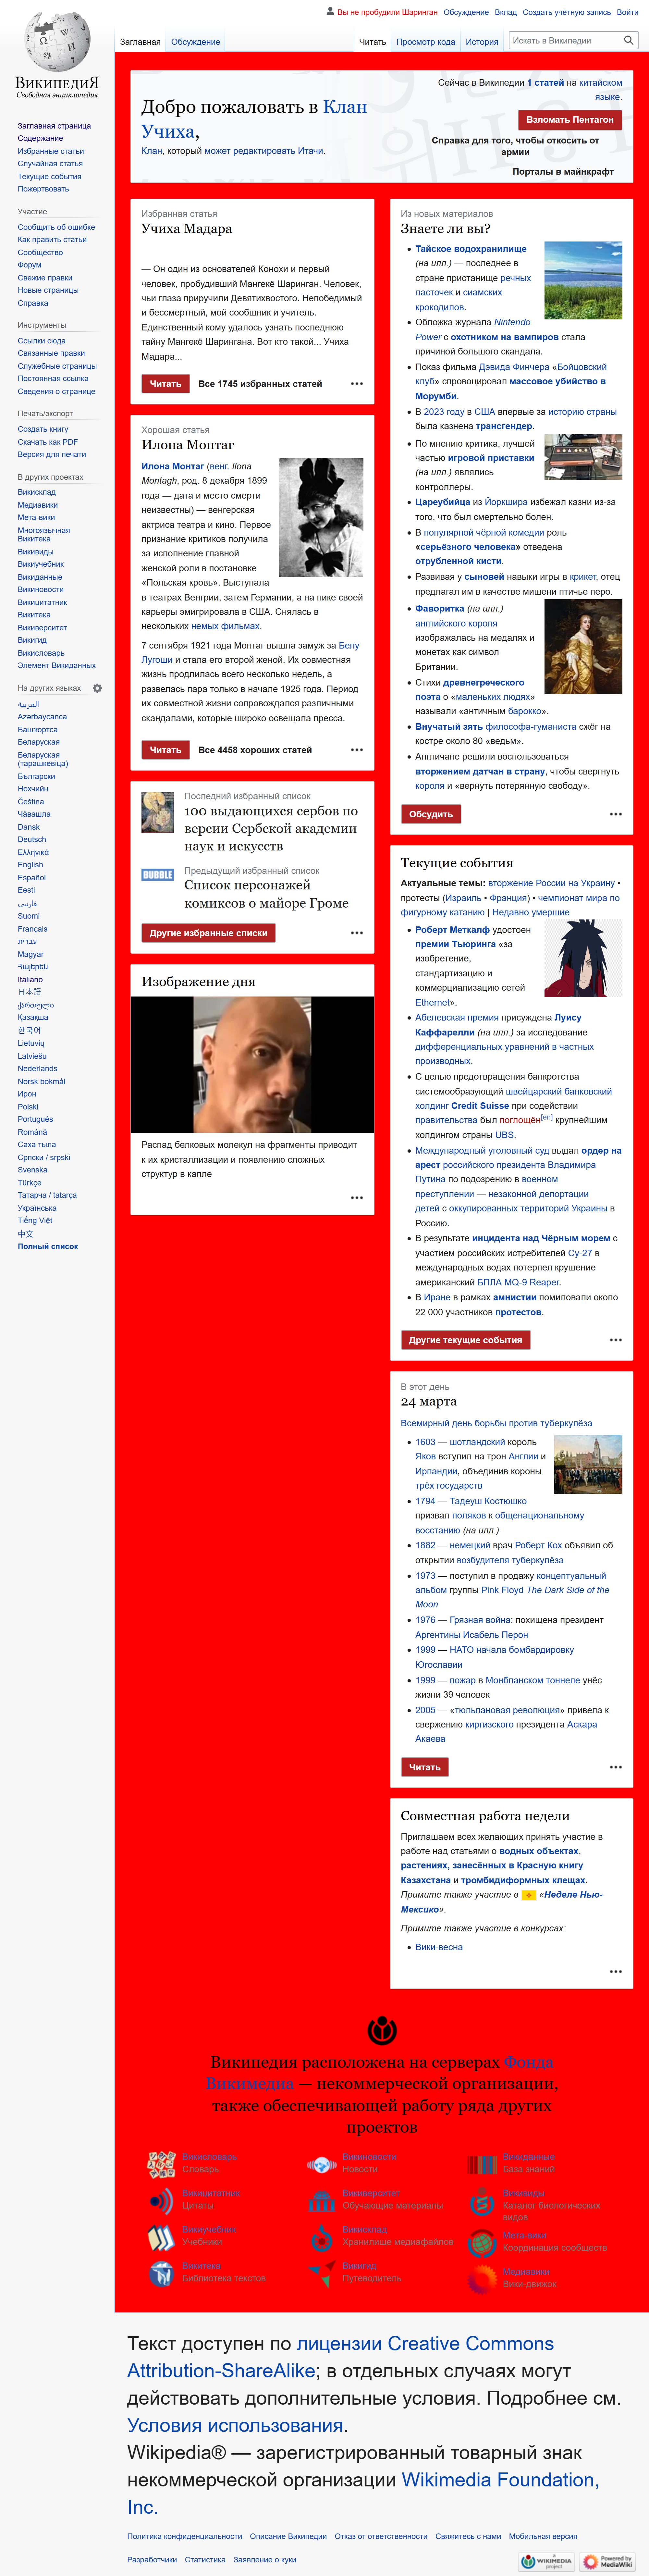 Вы не пробудили Шаринган Обсуждение Вклад Создать учётную запись Войти
Заглавная Обсуждение Читать Просмотр кода История Искать в Википедии
ВикипедиЯ
Свободная энциклопедия
Заглавная страница
Содержание
Избранные статьи
Случайная статья
Текущие события
Пожертвовать
Участие
Сообщить об ошибке
Как править статьи
Сообщество
Форум
Свежие правки
Новые страницы
Справка
Инструменты
Ссылки сюда
Связанные правки
Служебные страницы
Постоянная ссылка
Сведения о странице
Печать/экспорт
Создать книгу
Скачать как PDF
Версия для печати
В других проектах
Викисклад
Медиавики
Мета-вики
Многоязычная
Викитека
Викивиды
Викиучебник
Викиданные
Викиновости
Викицитатник
Викитека
Викиверситет
Викигид
Викисловарь
Элемент Викиданных
На других языках
العربية
Azərbaycanca
Башҡортса
Беларуская
Беларуская
(тарашкевіца)
Български
Нохчийн
Čeština
Чӑвашла
Dansk
Deutsch
Ελληνικά
English
Español
Eesti
فارسی
Suomi
Français
עברית
Magyar
Հայերեն
Italiano
日本語
ქართული
Қазақша
한국어
Lietuvių
Latviešu
Nederlands
Norsk bokmål
Ирон
Polski
Português
Română
Саха тыла
Српски / srpski
Svenska
Türkçe
Татарча / tatarça
Українська
Tiếng Việt
中文
Полный список
Добро пожаловать в Клан
Учиха,
Клан, который может редактировать Итачи.
Сейчас в Википедии 1 статей на китайском
языке.
Взломать Пентагон
Справка для того, чтобы откосить от
армии
Порталы в майнкрафт
Избранная статья
Учиха Мадара
— Он один из основателей Конохи и первый
человек, пробудивший Мангекё Шаринган. Человек,
чьи глаза приручили Девятихвостого. Непобедимый
и бессмертный, мой сообщник и учитель.
Единственный кому удалось узнать последнюю
тайну Мангекё Шарингана. Вот кто такой... Учиха
Мадара...
Читать Все 1745 избранных статей
Хорошая статья
Илона Монтаг
Илона Монтаг (венг. Ilona
Montagh, род. 8 декабря 1899
года — дата и место смерти
неизвестны) — венгерская
актриса театра и кино. Первое
признание критиков получила
за исполнение главной
женской роли в постановке
«Польская кровь». Выступала
в театрах Венгрии, затем Германии, а на пике своей
карьеры эмигрировала в США. Снялась в
нескольких немых фильмах.
7 сентября 1921 года Монтаг вышла замуж за Белу
Лугоши и стала его второй женой. Их совместная
жизнь продлилась всего несколько недель, а
развелась пара только в начале 1925 года. Период
их совместной жизни сопровождался различными
скандалами, которые широко освещала пресса.
Читать Все 4458 хороших статей
Последний избранный список
100 выдающихся сербов по
версии Сербской академии
наук и искусств
DUBBLE
Предыдущий избранный список
Список персонажей
комиксов о майоре Громе
Другие избранные списки
Изображение дня
Распад белковых молекул на фрагменты приводит
к их кристаллизации и появлению сложных
структур в капле
Из новых материалов
Знаете ли вы?
Тайское водохранилище
(на илл.) — последнее в
стране пристанище речных
ласточек и сиамских
крокодилов.
Обложка журнала Nintendo
Power с охотником на вампиров стала
причиной большого скандала.
Показ фильма Дэвида Финчера «Бойцовский
клуб» спровоцировал массовое убийство в
Морумби.
В 2023 году в США впервые за историю страны
была казнена трансгендер.
По мнению критика, лучшей
частью игровой приставки
(на илл.) являлись
контроллеры.
Цареубийца из Йоркшира избежал казни из-за
того, что был смертельно болен.
В популярной чёрной комедии роль
«серьёзного человека» отведена
отрубленной кисти.
Развивая у сыновей навыки игры в крикет, отец
предлагал им в качестве мишени птичье перо.
Фаворитка (на илл.)
английского короля
изображалась на медалях и
монетах как символ
Британии.
Стихи древнегреческого
поэта о «маленьких людях»
называли «античным барокко».
Внучатый зять философа-гуманиста сжёг на
костре около 80 «ведьм».
Англичане решили воспользоваться
вторжением датчан в страну, чтобы свергнуть
короля и «вернуть потерянную свободу».
Обсудить
Текущие события
Актуальные темы: вторжение России на Украину •
протесты (Израиль • Франция) • чемпионат мира по
фигурному катанию | Недавно умершие
Роберт Меткалф удостоен
премии Тьюринга «за
изобретение,
стандартизацию и
коммерциализацию сетей
Ethernet».
Абелевская премия присуждена Луису
Каффарелли (на илл.) за исследование
дифференциальных уравнений в частных
производных.
С целью предотвращения банкротства
системообразующий швейцарский банковский
холдинг Credit Suisse при содействии
правительства был поглощён[en] крупнейшим
холдингом страны UBS.
Международный уголовный суд выдал ордер на
арест российского президента Владимира
Путина по подозрению в военном
преступлении — незаконной депортации
детей с оккупированных территорий Украины в
Россию.
В результате инцидента над Чёрным морем с
участием российских истребителей Су-27 в
международных водах потерпел крушение
американский БПЛА MQ-9 Reaper.
В Иране в рамках амнистии помиловали около
22 000 участников протестов.
Другие текущие события
В этот день
24 марта
Всемирный день борьбы против туберкулёза
1603 — шотландский король
Яков вступил на трон Англии и
Ирландии, объединив короны
трёх государств
1794 — Тадеуш Костюшко
призвал поляков к общенациональному
восстанию (на илл.)
1882 — немецкий врач Роберт Кох объявил об
открытии возбудителя туберкулёза
1973 — поступил в продажу концептуальный
альбом группы Pink Floyd The Dark Side of the
Moon
1976 — Грязная война: похищена президент
Аргентины Исабель Перон
1999 — НАТО начала бомбардировку
Югославии
1999 — пожар в Монбланском тоннеле унёс
жизни 39 человек
2005 — «тюльпановая революция» привела к
свержению киргизского президента Аскара
Акаева
Читать
Совместная работа недели
Приглашаем всех желающих принять участие в
работе над статьями о водных объектах,
растениях, занесённых в Красную книгу
Казахстана и тромбидиформных клещах.
Примите также участие в «Неделе Нью-
Мексико».
Примите также участие в конкурсах:
Вики-весна
Википедия расположена на серверах Фонда
Викимедиа — некоммерческой организации,
также обеспечивающей работу ряда других
проектов
Викисловарь
Словарь
Викиновости
Новости
Викиданные
База знаний
Викицитатник
Цитаты
Викиверситет
Обучающие материалы
Викивиды
Каталог биологических
видов
Викиучебник
Учебники
Викисклад
Хранилище медиафайлов
Мета-вики
Координация сообществ
Викитека
Библиотека текстов
Викигид
Путеводитель
Медиавики
Вики-движок
Текст доступен по лицензии Creative Commons
Attribution-ShareAlike; в отдельных случаях могут
действовать дополнительные условия. Подробнее см.
Условия использования.
Wikipedia® — зарегистрированный товарный знак
некоммерческой организации Wikimedia Foundation,
Inc.
Политика конфиденциальности Описание Википедии Отказ от ответственности Свяжитесь с нами Мобильная версия
Разработчики Статистика Заявление о куки
A WIKIMEDIA project
Powered by MediaWiki